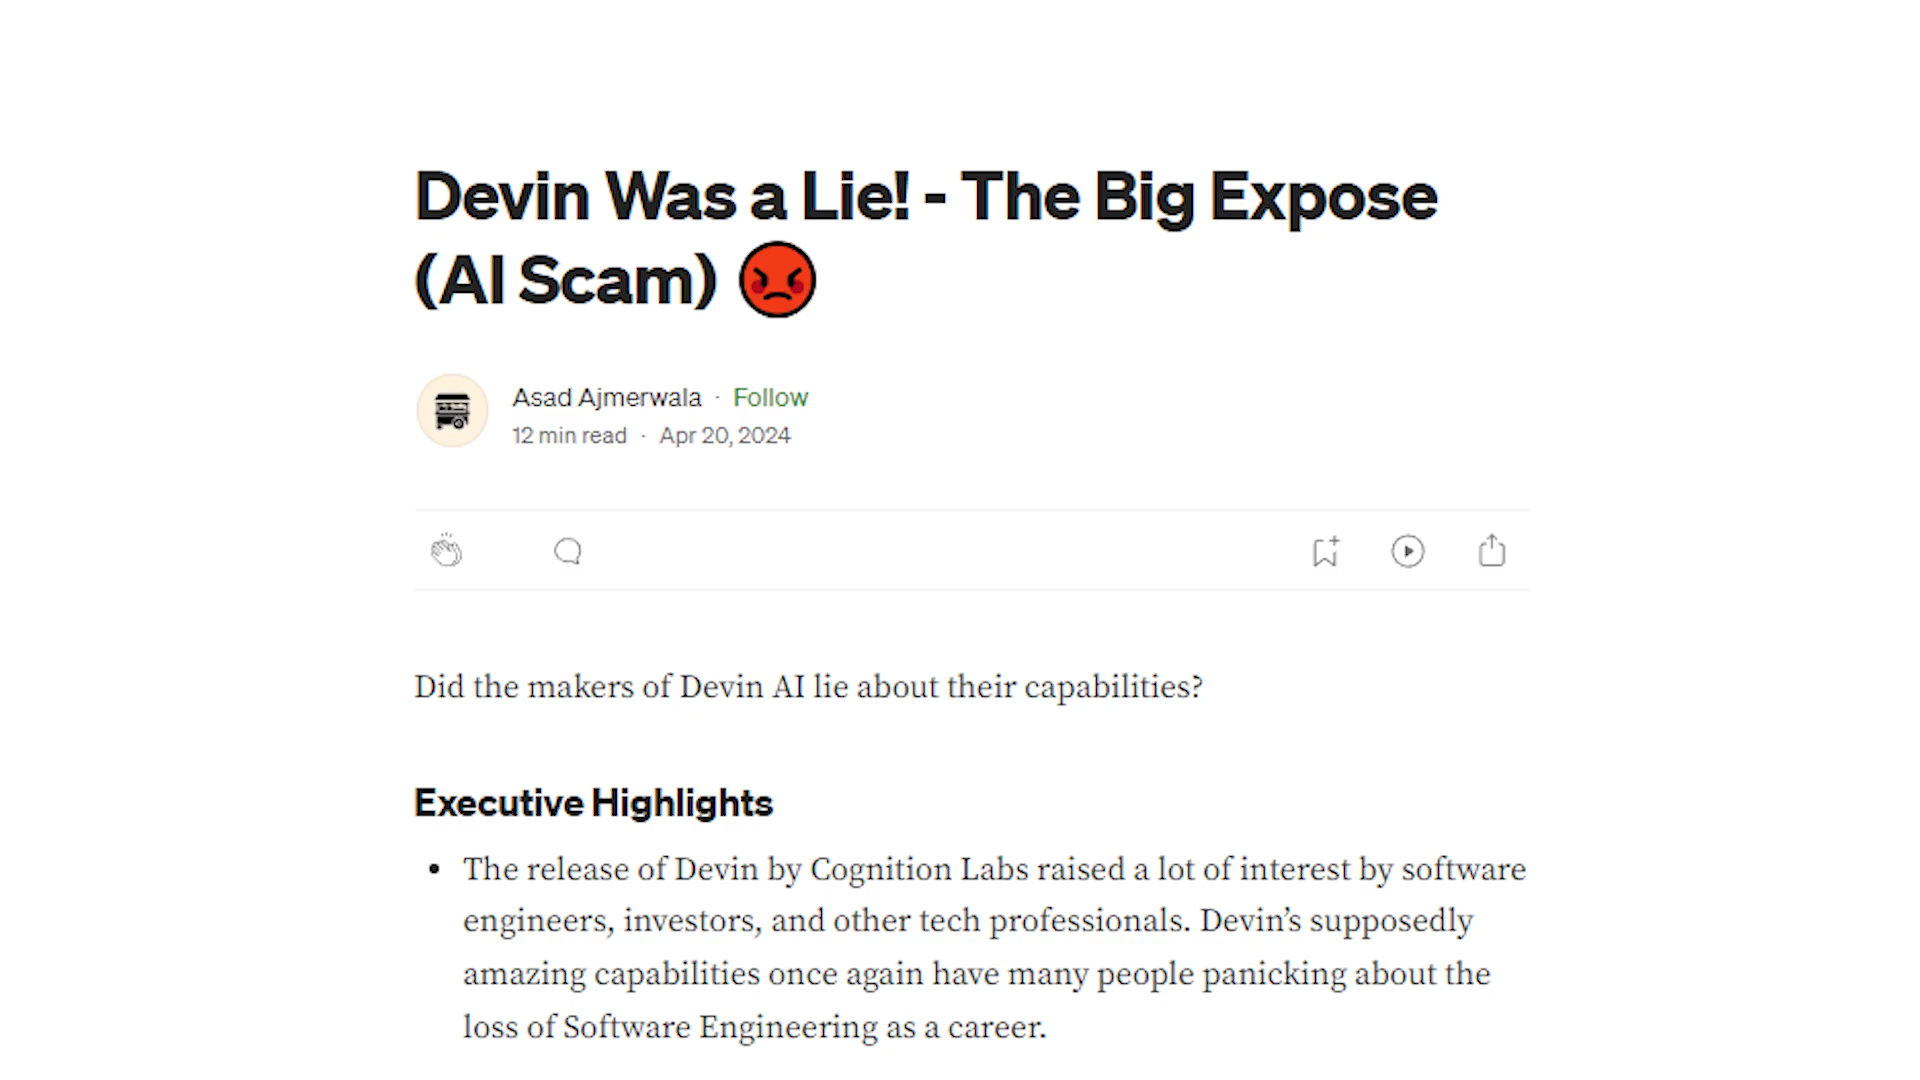 Devin Was a Lie! - The Big Expose
(AI Scam) 😡
Asad Ajmerwala · Follow
12 min read · Apr 20, 2024
Did the makers of Devin AI lie about their capabilities?
Executive Highlights
• The release of Devin by Cognition Labs raised a lot of interest by software
engineers, investors, and other tech professionals. Devin’s supposedly
amazing capabilities once again have many people panicking about the
loss of Software Engineering as a career.